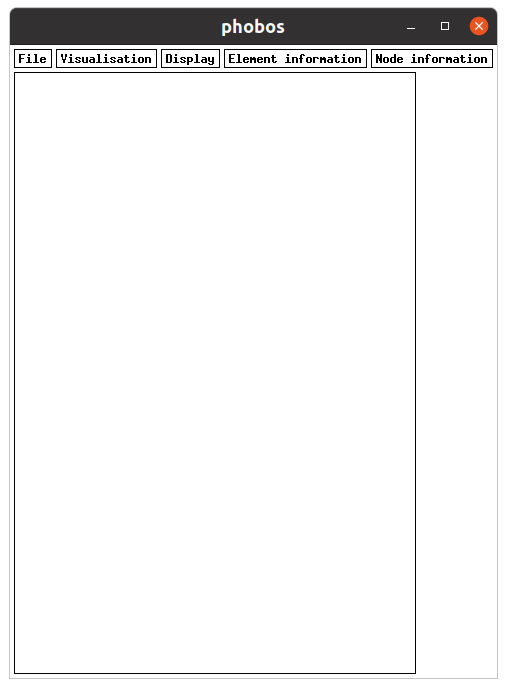 phobos
File Visualisation Display Element information Node information